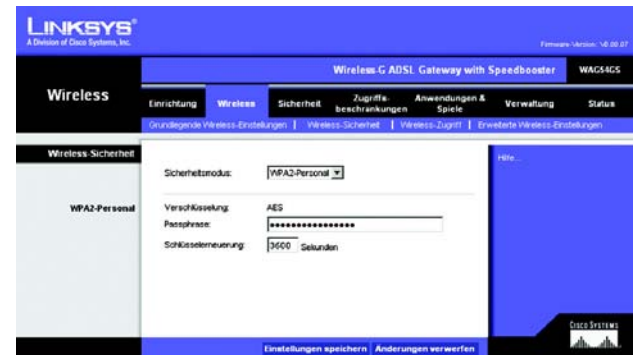 LINKSYS®
A Division of Cisco Systems, Inc.
Firmware-Version: V0.00.07
Wireless-G ADSL Gateway with Speedbooster WAG54GS
Wireless
Einrichtung Wireless Sicherheit Zugriffs-beschrankungen Anwendungen & Spiele Verwaltung Status
Grundlegende Wireless-Einstellungen | Wireless-Sicherheit | Wireless-Zugriff | Erweiterte Wireless-Einstellungen
Wireless-Sicherheit
Hilfe...
Sicherheitsmodus: WPA2-Personal
WPA2-Personal
Verschlüsselung: AES
Passphrase: ••••••••••••••••
Schlüsselerneuerung: 3600 Sekunden
CISCO SYSTEMS
Einstellungen speichern Änderungen verwerfen